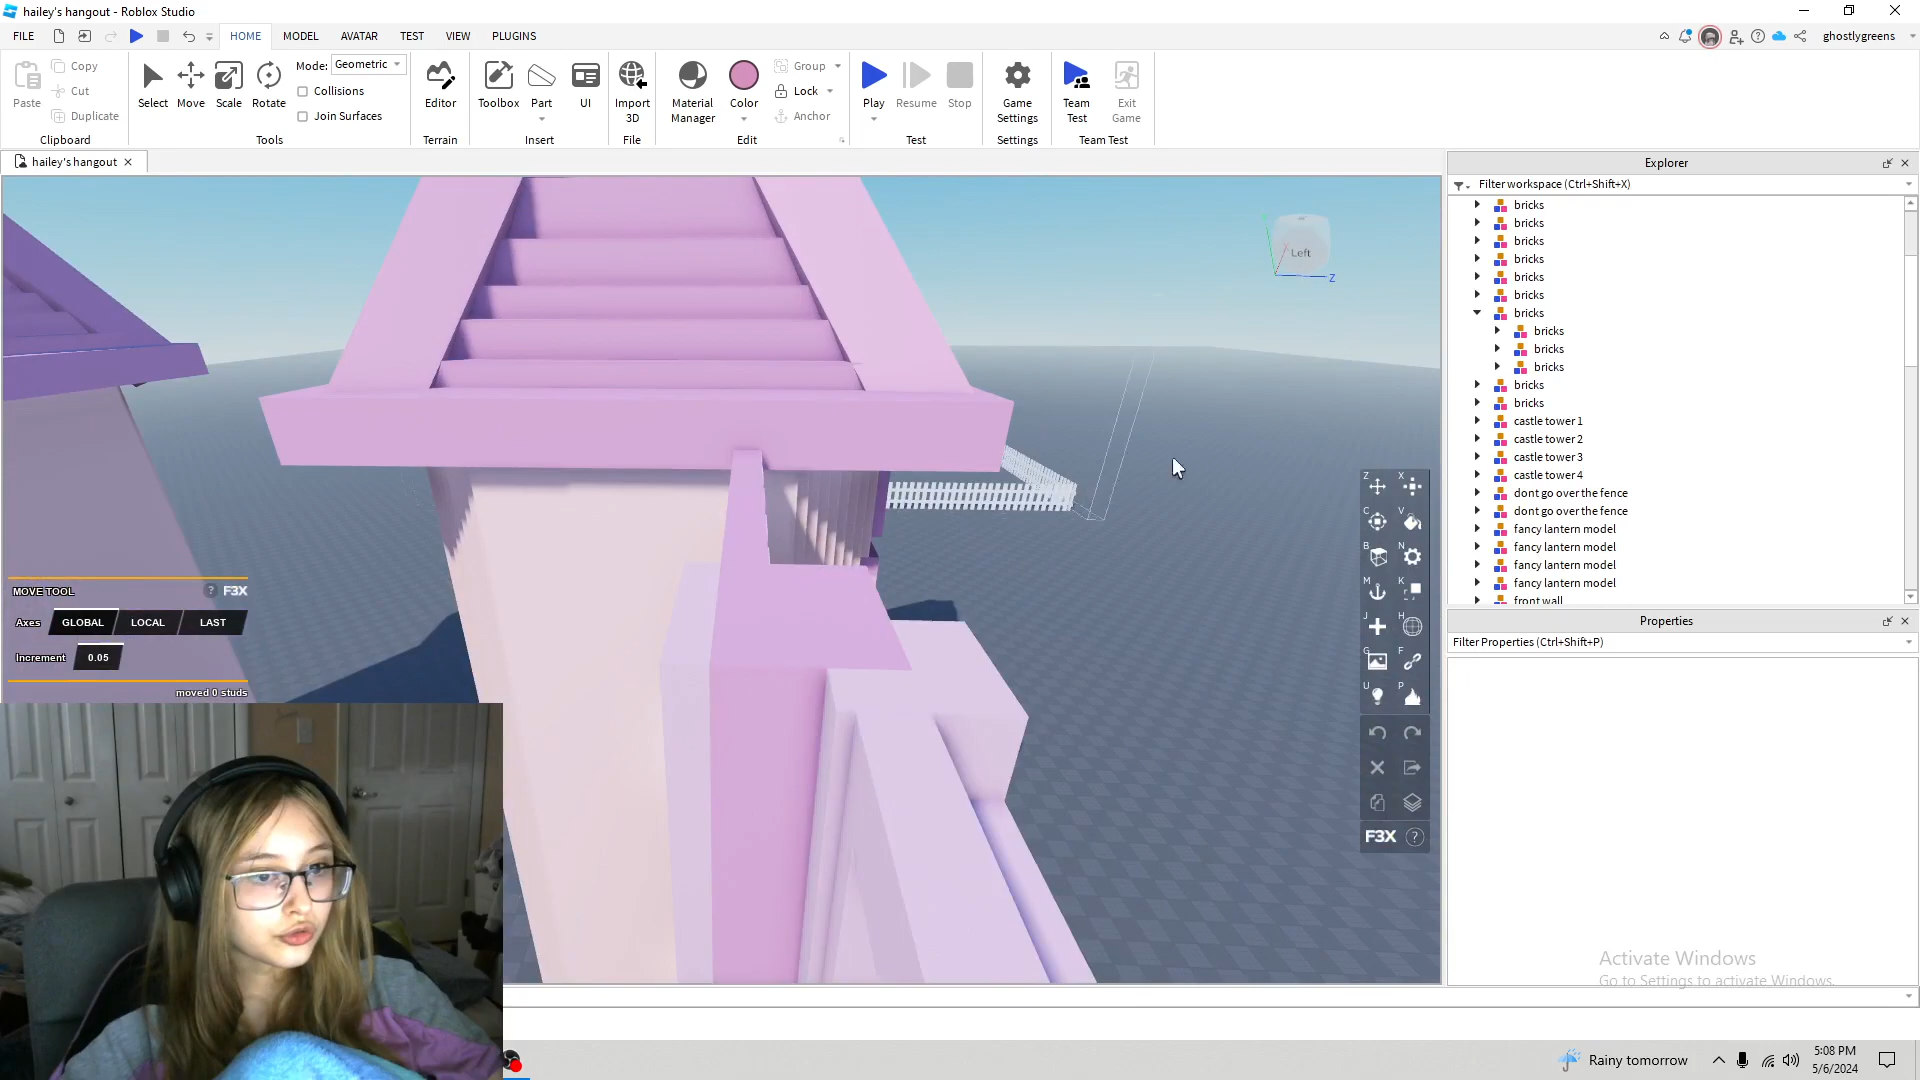 hailey's hangout - Roblox Studio
FILE HOME MODEL AVATAR TEST VIEW PLUGINS ghostlygreens
Paste Copy Cut Duplicate Clipboard
Select Move Scale Rotate Mode: Geometric Collisions Join Surfaces Tools
Editor Terrain
Toolbox Part UI Insert
Import 3D File
Material Manager Color Group Lock Anchor Edit
Play Resume Stop Test
Game Settings Settings
Team Test Exit Game Team Test
hailey's hangout
Left
Z
MOVE TOOL ? F3X
Axes GLOBAL LOCAL LAST
Increment 0.05
moved 0 studs
Z X
C V
B N
M K
J H
G F
U P
F3X ?
Explorer
Filter workspace (Ctrl+Shift+X)
bricks
bricks
bricks
bricks
bricks
bricks
bricks
bricks
bricks
bricks
bricks
bricks
castle tower 1
castle tower 2
castle tower 3
castle tower 4
dont go over the fence
dont go over the fence
fancy lantern model
fancy lantern model
fancy lantern model
fancy lantern model
front wall
Properties
Filter Properties (Ctrl+Shift+P)
Activate Windows
Go to Settings to activate Windows.
Rainy tomorrow
5:08 PM
5/6/2024